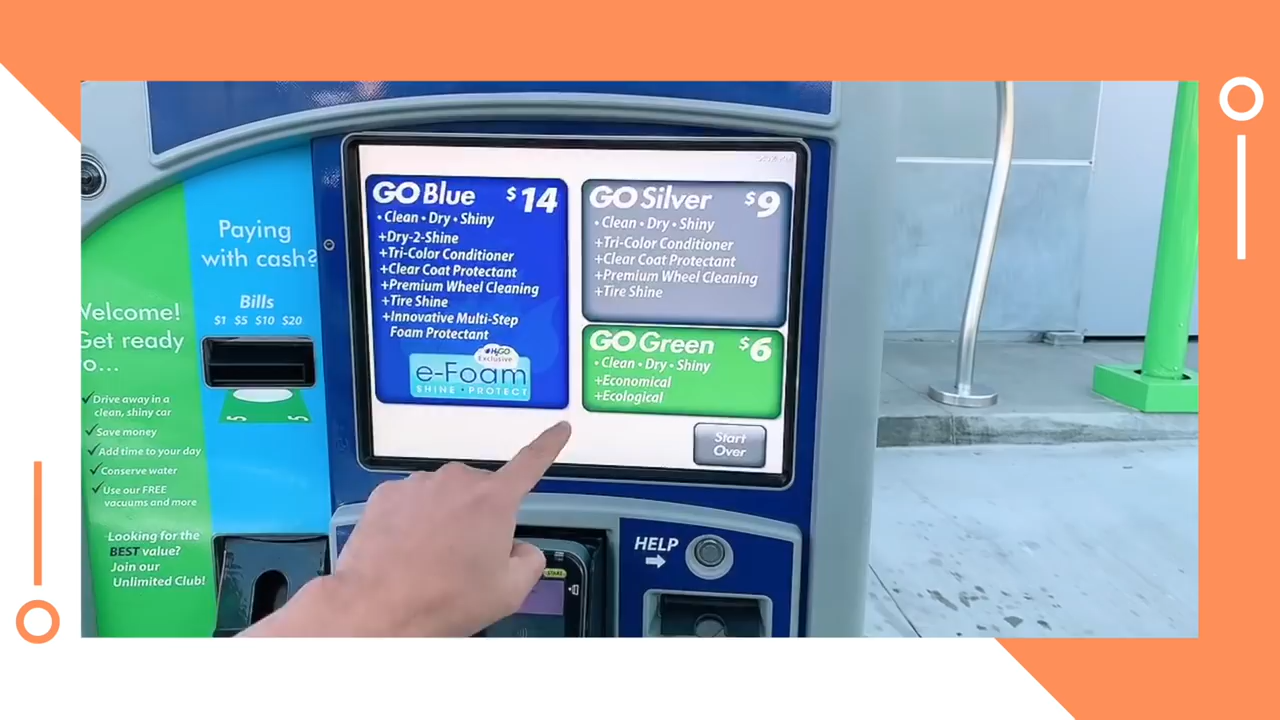 Welcome!
Get ready
o...
✓Drive away in a
clean, shiny car
✓Save money
✓Add time to your day
✓Conserve water
✓Use our FREE
vacuums and more
Looking for the
BEST value?
Join our
Unlimited Club!
Paying
with cash?
Bills
$1 $5 $10 $20
5 5
GO Blue $14
• Clean • Dry • Shiny
+Dry-2-Shine
+Tri-Color Conditioner
+Clear Coat Protectant
+Premium Wheel Cleaning
+Tire Shine
+Innovative Multi-Step
Foam Protectant
H2GO
Exclusive
e-Foam
SHINE • PROTECT
GO Silver $9
• Clean • Dry • Shiny
+Tri-Color Conditioner
+Clear Coat Protectant
+Premium Wheel Cleaning
+Tire Shine
GO Green $6
• Clean • Dry • Shiny
+Economical
+Ecological
Start
Over
HELP
START